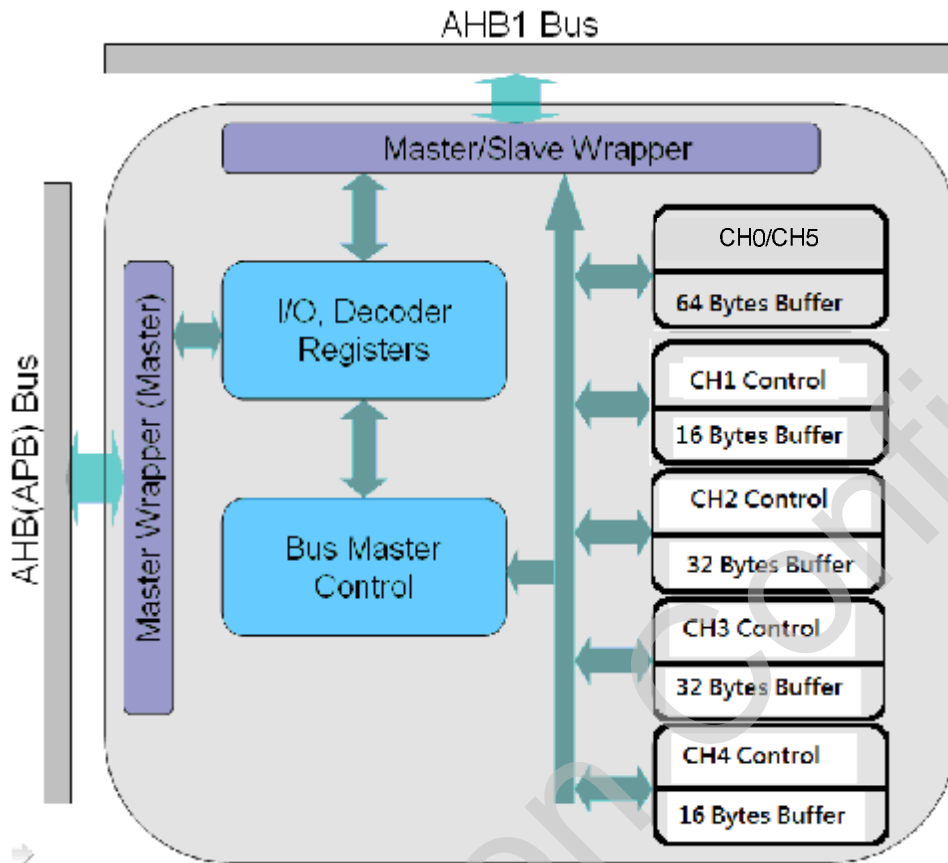 AHB1 Bus
Master/Slave Wrapper
AHB(APB) Bus
Master Wrapper (Master)
I/O, Decoder
Registers
Bus Master
Control
CH0/CH5
64 Bytes Buffer
CH1 Control
16 Bytes Buffer
CH2 Control
32 Bytes Buffer
CH3 Control
32 Bytes Buffer
CH4 Control
16 Bytes Buffer